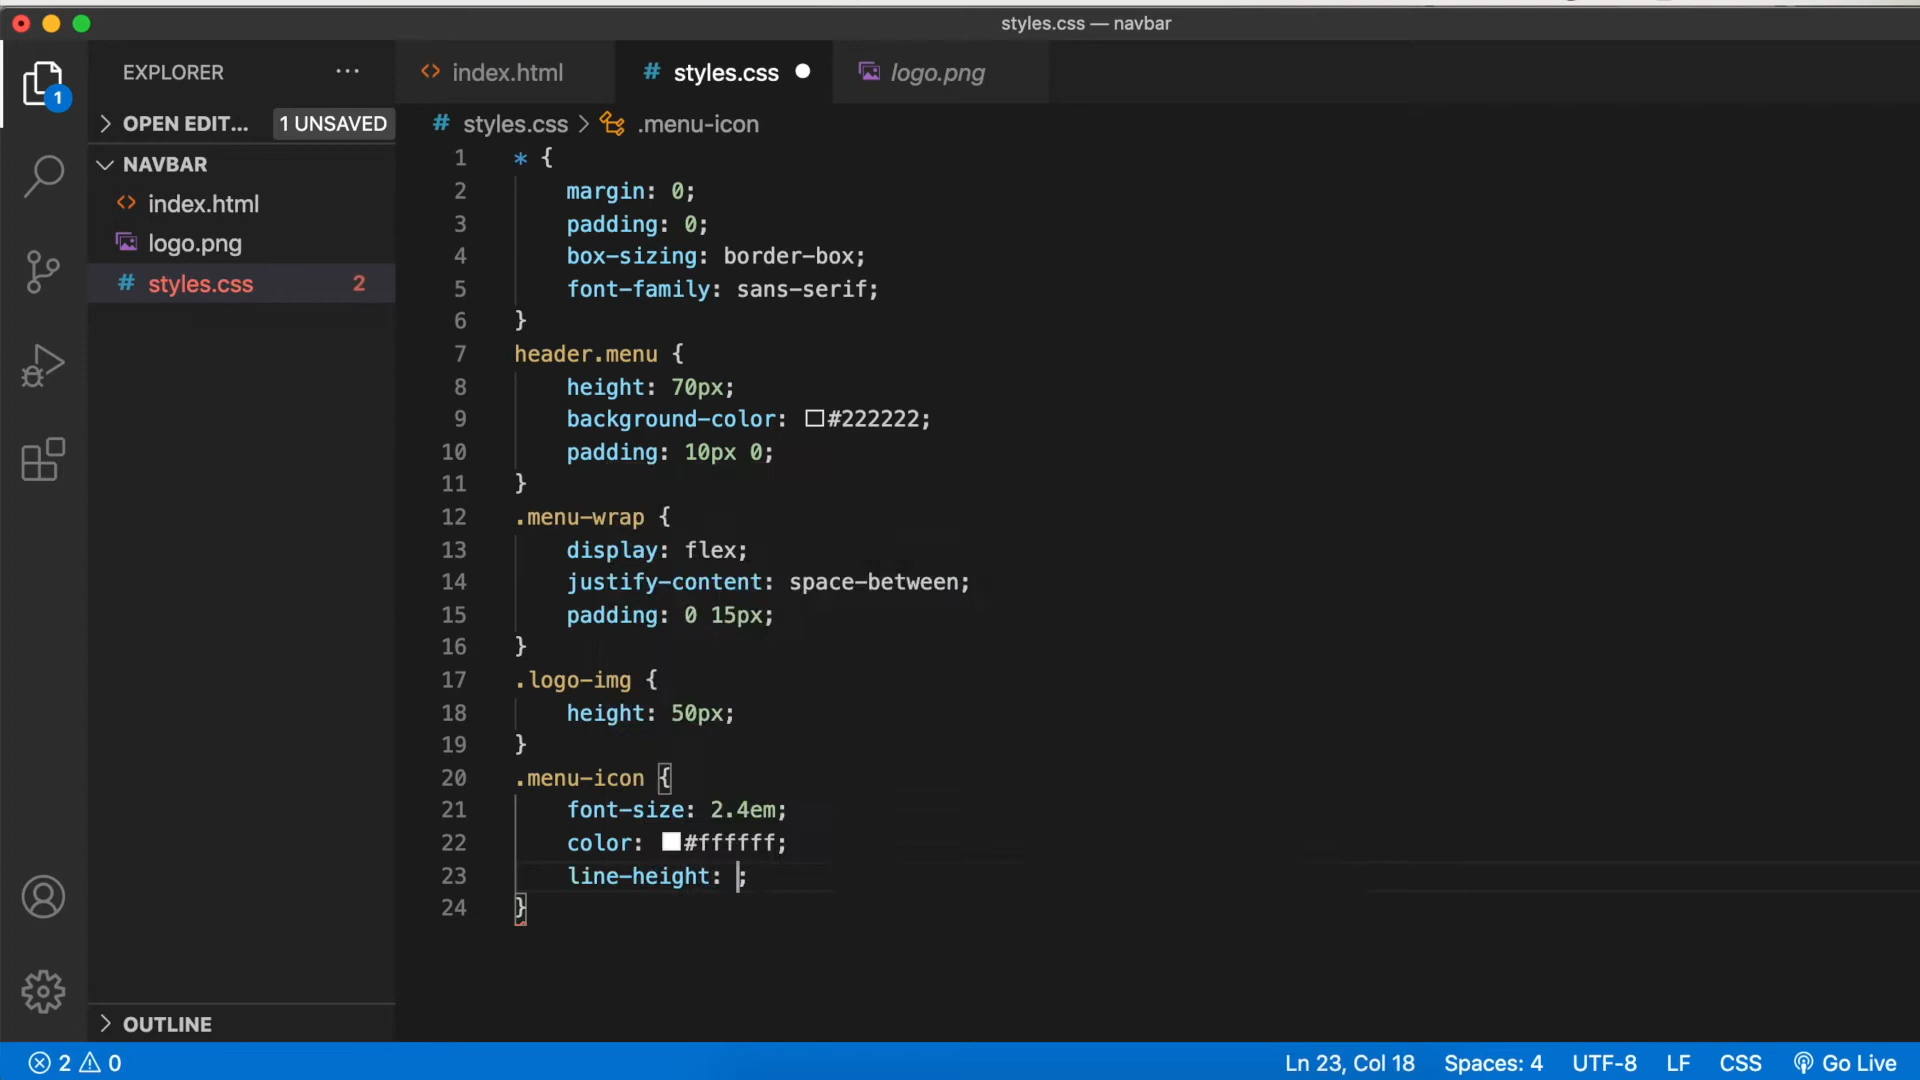 styles.css — navbar
EXPLORER ···
index.html
# styles.css
logo.png
1
OPEN EDIT... 1 UNSAVED
# styles.css > .menu-icon
NAVBAR
index.html
logo.png
# styles.css 2
1 * {
2 margin: 0;
3 padding: 0;
4 box-sizing: border-box;
5 font-family: sans-serif;
6 }
7 header.menu {
8 height: 70px;
9 background-color: #222222;
10 padding: 10px 0;
11 }
12 .menu-wrap {
13 display: flex;
14 justify-content: space-between;
15 padding: 0 15px;
16 }
17 .logo-img {
18 height: 50px;
19 }
20 .menu-icon {
21 font-size: 2.4em;
22 color: #ffffff;
23 line-height: ;
24 }
OUTLINE
2 0
Ln 23, Col 18 Spaces: 4 UTF-8 LF CSS Go Live